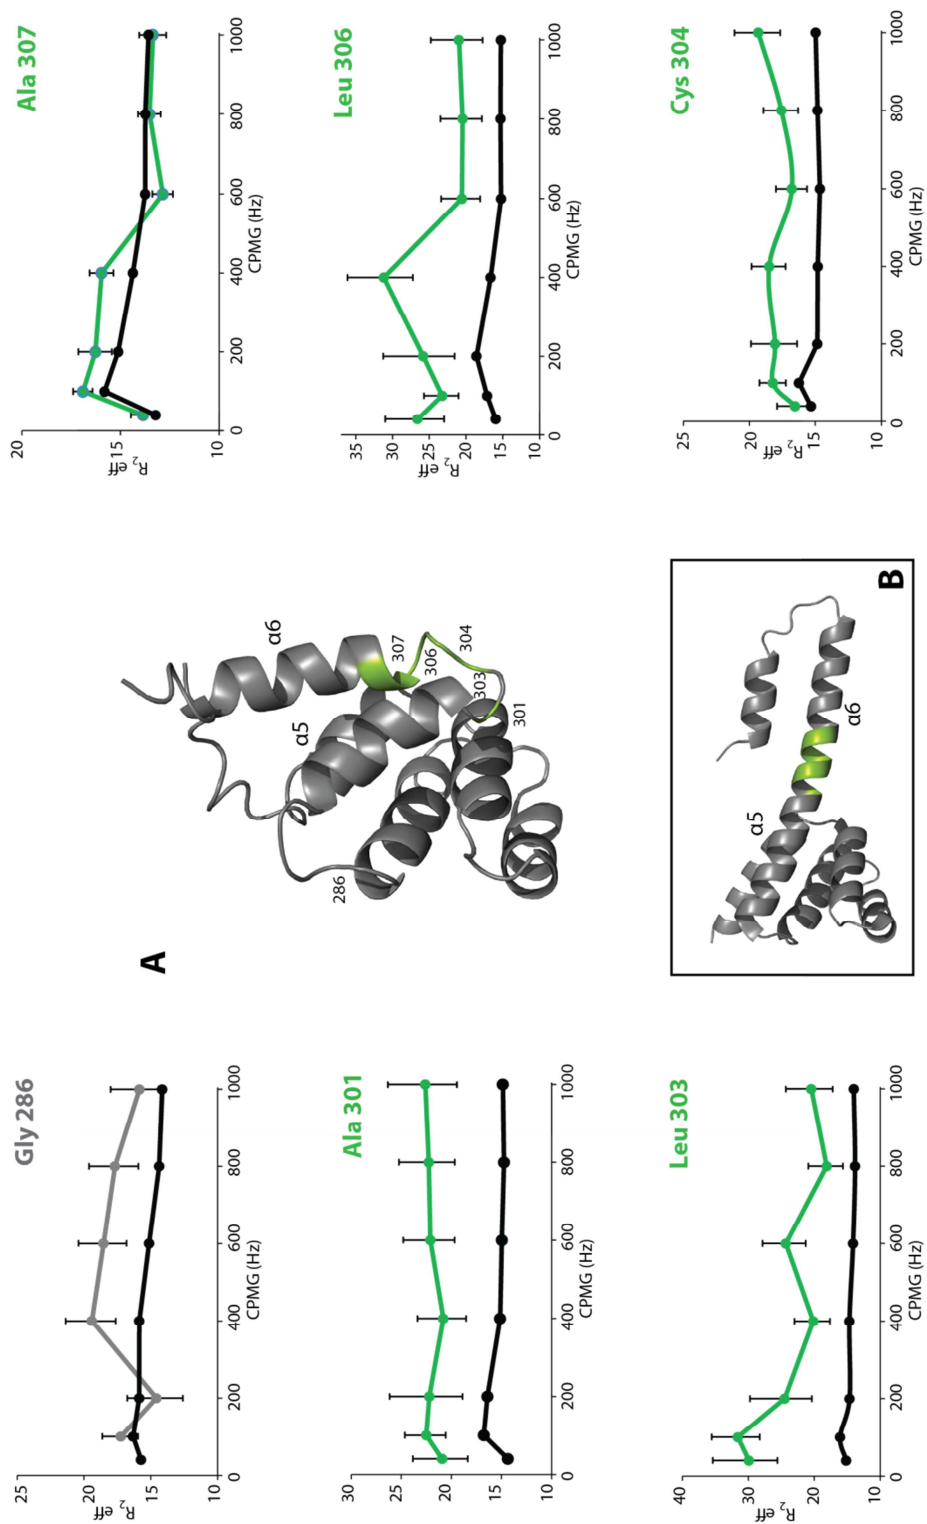 Gly 286
25
20
15
10
R₂ eff
0
200
400
600
800
1000
CPMG (Hz)
Ala 301
30
25
20
15
10
R₂ eff
0
200
400
600
800
1000
CPMG (Hz)
Leu 303
40
30
20
10
R₂ eff
0
200
400
600
800
1000
CPMG (Hz)
A
α6
α5
286
307
306
304
303
301
B
α5
α6
Ala 307
20
15
10
R₂ eff
0
200
400
600
800
1000
CPMG (Hz)
Leu 306
35
30
25
20
15
10
R₂ eff
0
200
400
600
800
1000
CPMG (Hz)
Cys 304
25
20
15
10
R₂ eff
0
200
400
600
800
1000
CPMG (Hz)